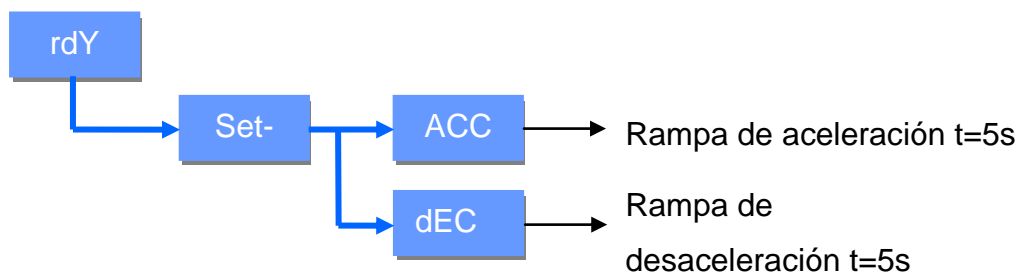 rdY
Set-
ACC
Rampa de aceleración t=5s
dEC
Rampa de
desaceleración t=5s